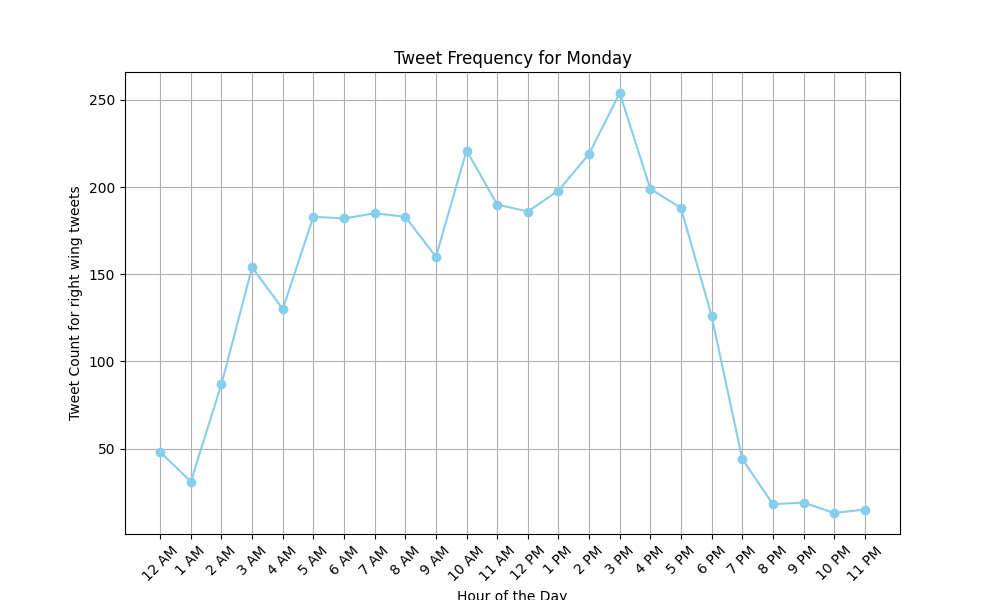 Tweet Frequency for Monday
Tweet Count for right wing tweets
250
200
150
100
50
12 AM
1 AM
2 AM
3 AM
4 AM
5 AM
6 AM
7 AM
8 AM
9 AM
10 AM
11 AM
12 PM
1 PM
2 PM
3 PM
4 PM
5 PM
6 PM
7 PM
8 PM
9 PM
10 PM
11 PM
Hour of the Day